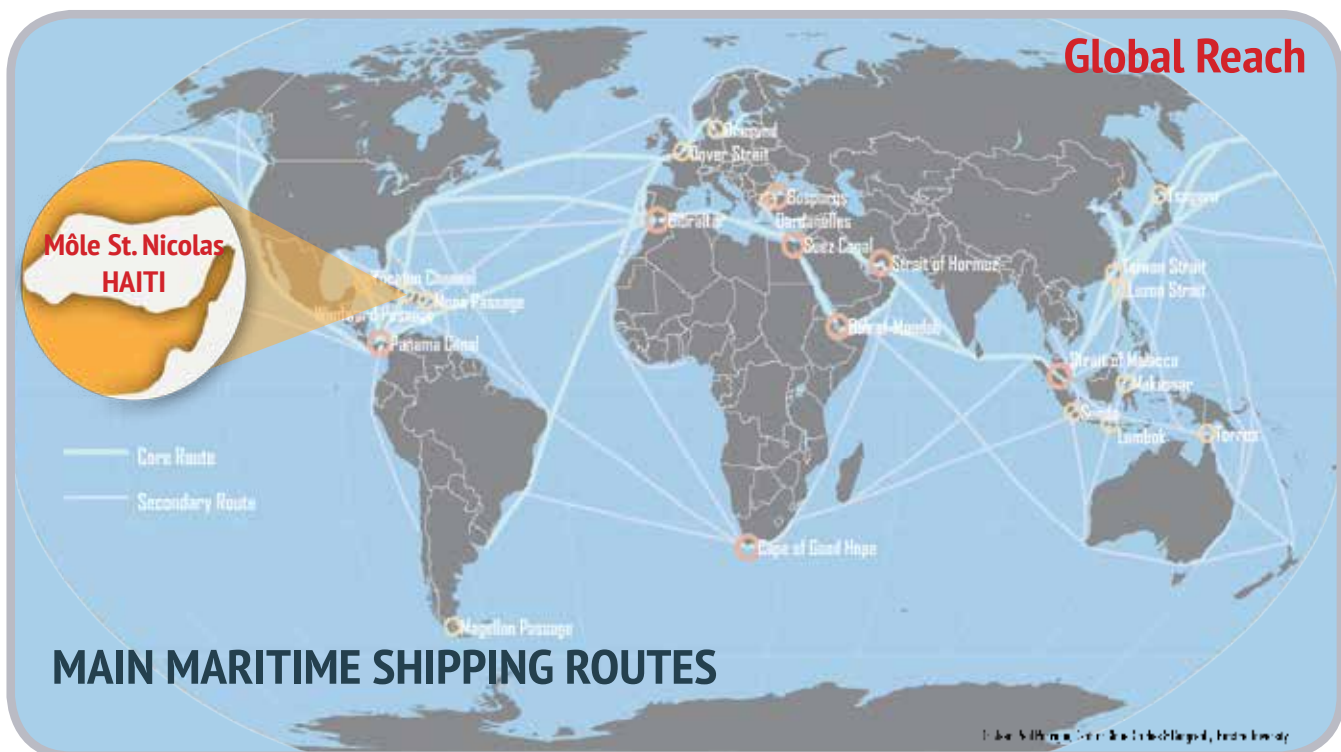 Global Reach
Oresund
Dover Strait
Bosporus
Dardanelles
Gibraltar
Suez Canal
Strait of Hormuz
Tsugaru
Môle St. Nicolas
HAITI
Yucatan Channel
Mona Passage
Windward Passage
Panama Canal
Taiwan Strait
Luzon Strait
Bab el-Mandab
Strait of Malacca
Makassar
Sunda
Lombok
Torres
Core Route
Secondary Route
Cape of Good Hope
Magellan Passage
MAIN MARITIME SHIPPING ROUTES